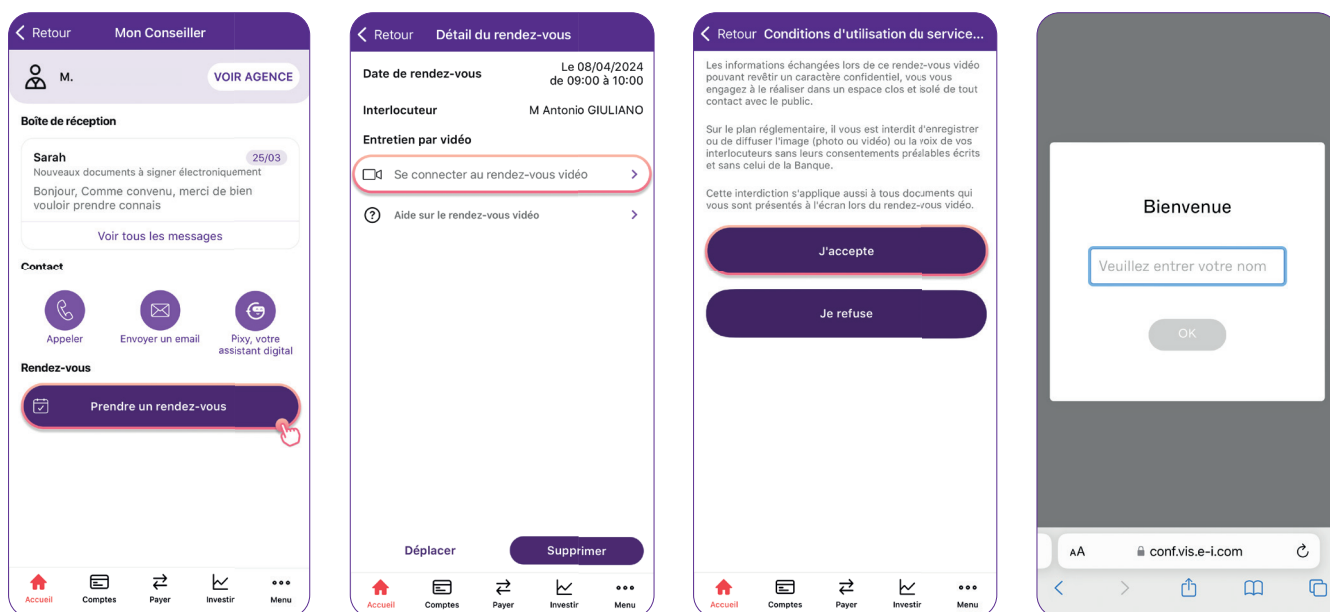 Retour Mon Conseiller
M. VOIR AGENCE
Boîte de réception
Sarah 25/03
Nouveaux documents à signer électroniquement
Bonjour, Comme convenu, merci de bien
vouloir prendre connais
Voir tous les messages
Contact
Appeler
Envoyer un email
Pixy, votre
assistant digital
Rendez-vous
Prendre un rendez-vous
Accueil Comptes Payer Investir Menu
Retour Détail du rendez-vous
Date de rendez-vous Le 08/04/2024
de 09:00 à 10:00
Interlocuteur M Antonio GIULIANO
Entretien par vidéo
Se connecter au rendez-vous vidéo
Aide sur le rendez-vous vidéo
Déplacer Supprimer
Accueil Comptes Payer Investir Menu
Retour Conditions d'utilisation du service...
Les informations échangées lors de ce rendez-vous vidéo
pouvant revêtir un caractère confidentiel, vous vous
engagez à le réaliser dans un espace clos et isolé de tout
contact avec le public.
Sur le plan réglementaire, il vous est interdit d'enregistrer
ou de diffuser l'image (photo ou vidéo) ou la voix de vos
interlocuteurs sans leurs consentements préalables écrits
et sans celui de la Banque.
Cette interdiction s'applique aussi à tous documents qui
vous sont présentés à l'écran lors du rendez-vous vidéo.
J'accepte
Je refuse
Accueil Comptes Payer Investir Menu
Bienvenue
Veuillez entrer votre nom
OK
AA conf.vis.e-i.com